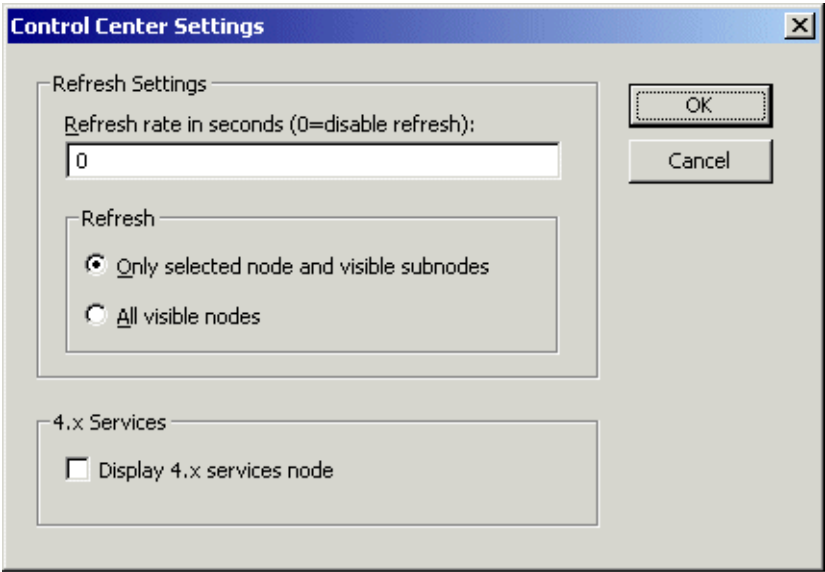 Control Center Settings
Refresh Settings
Refresh rate in seconds (0=disable refresh):
0
Refresh
Only selected node and visible subnodes
All visible nodes
4.x Services
Display 4.x services node
OK
Cancel